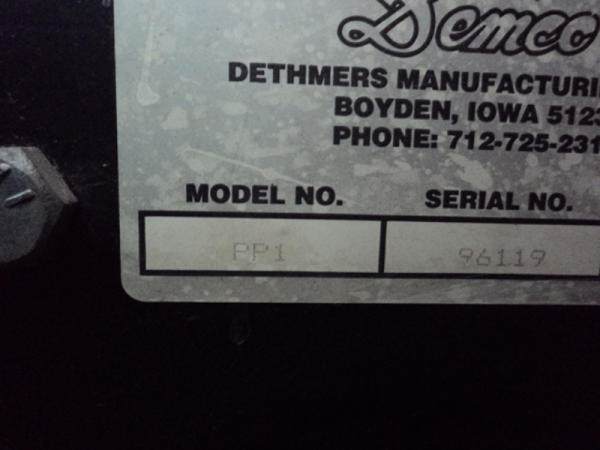 Demco
DETHMERS MANUFACTURI
BOYDEN, IOWA 5123
PHONE: 712-725-231
MODEL NO. SERIAL NO.
PP1 96119